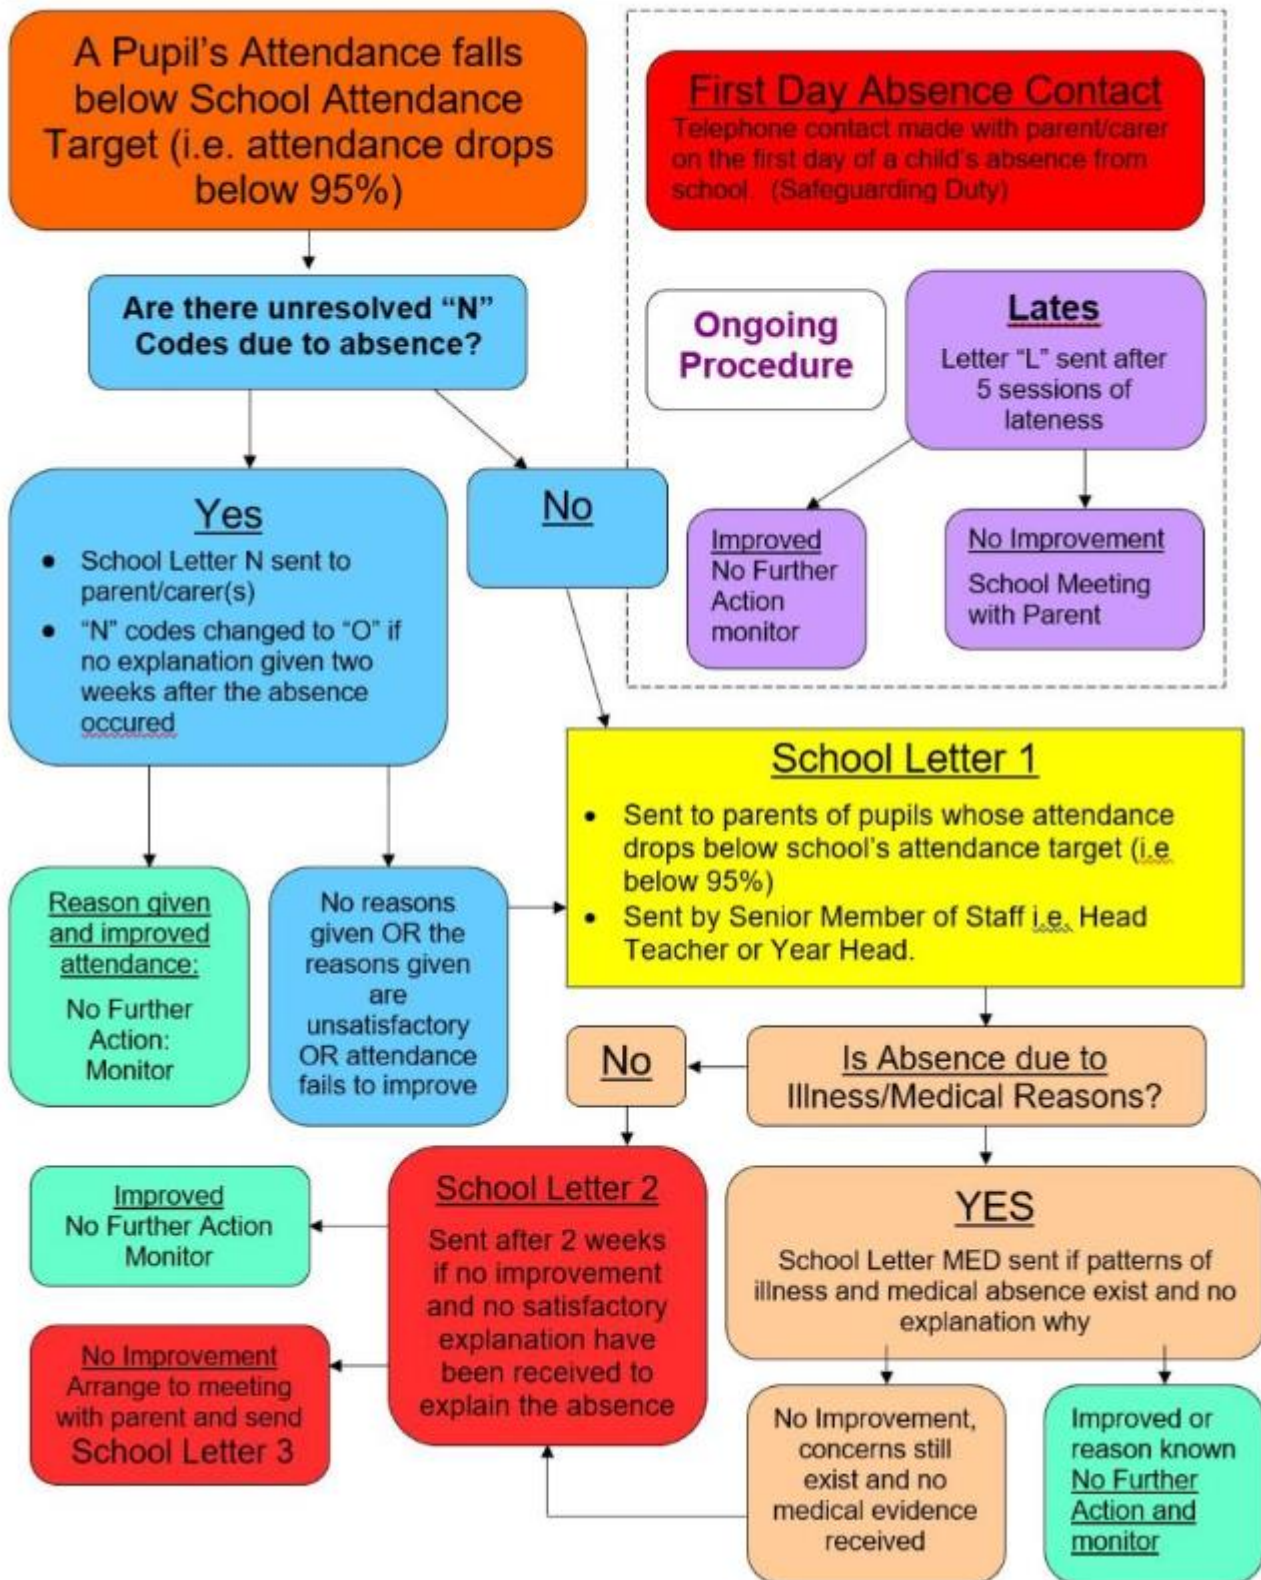 A Pupil's Attendance falls
below School Attendance
Target (i.e. attendance drops
below 95%)
First Day Absence Contact
Telephone contact made with parent/carer
on the first day of a child's absence from
school. (Safeguarding Duty)
Are there unresolved “N”
Codes due to absence?
Ongoing
Procedure
Lates
Letter “L” sent after
5 sessions of
lateness
Yes
● School Letter N sent to
parent/carer(s)
● “N” codes changed to “O” if
no explanation given two
weeks after the absence
occured
No
Improved
No Further
Action
monitor
No Improvement
School Meeting
with Parent
School Letter 1
• Sent to parents of pupils whose attendance
drops below school's attendance target (i.e
below 95%)
• Sent by Senior Member of Staff i.e. Head
Teacher or Year Head.
Reason given
and improved
attendance:
No Further
Action:
Monitor
No reasons
given OR the
reasons given
are
unsatisfactory
OR attendance
fails to improve
No
Is Absence due to
Illness/Medical Reasons?
Improved
No Further Action
Monitor
School Letter 2
Sent after 2 weeks
if no improvement
and no satisfactory
explanation have
been received to
explain the absence
YES
School Letter MED sent if patterns of
illness and medical absence exist and no
explanation why
No Improvement
Arrange to meeting
with parent and send
School Letter 3
No Improvement,
concerns still
exist and no
medical evidence
received
Improved or
reason known
No Further
Action and
monitor